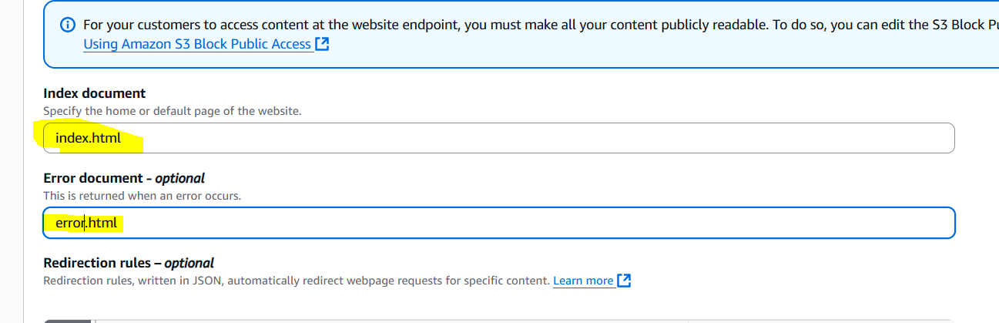 For your customers to access content at the website endpoint, you must make all your content publicly readable. To do so, you can edit the S3 Block
Using Amazon S3 Block Public Access
Index document
Specify the home or default page of the website.
index.html
Error document - optional
This is returned when an error occurs.
error.html
Redirection rules – optional
Redirection rules, written in JSON, automatically redirect webpage requests for specific content. Learn more